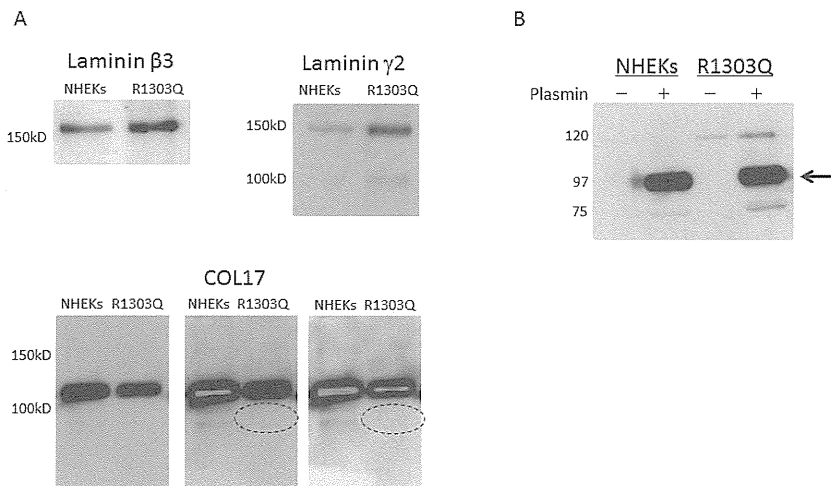 A
Laminin β3
NHEKs R1303Q
150kD
Laminin γ2
NHEKs R1303Q
150kD
100kD
COL17
NHEKs R1303Q
NHEKs R1303Q
NHEKs R1303Q
150kD
100kD
B
NHEKs R1303Q
Plasmin − + − +
120
97
75